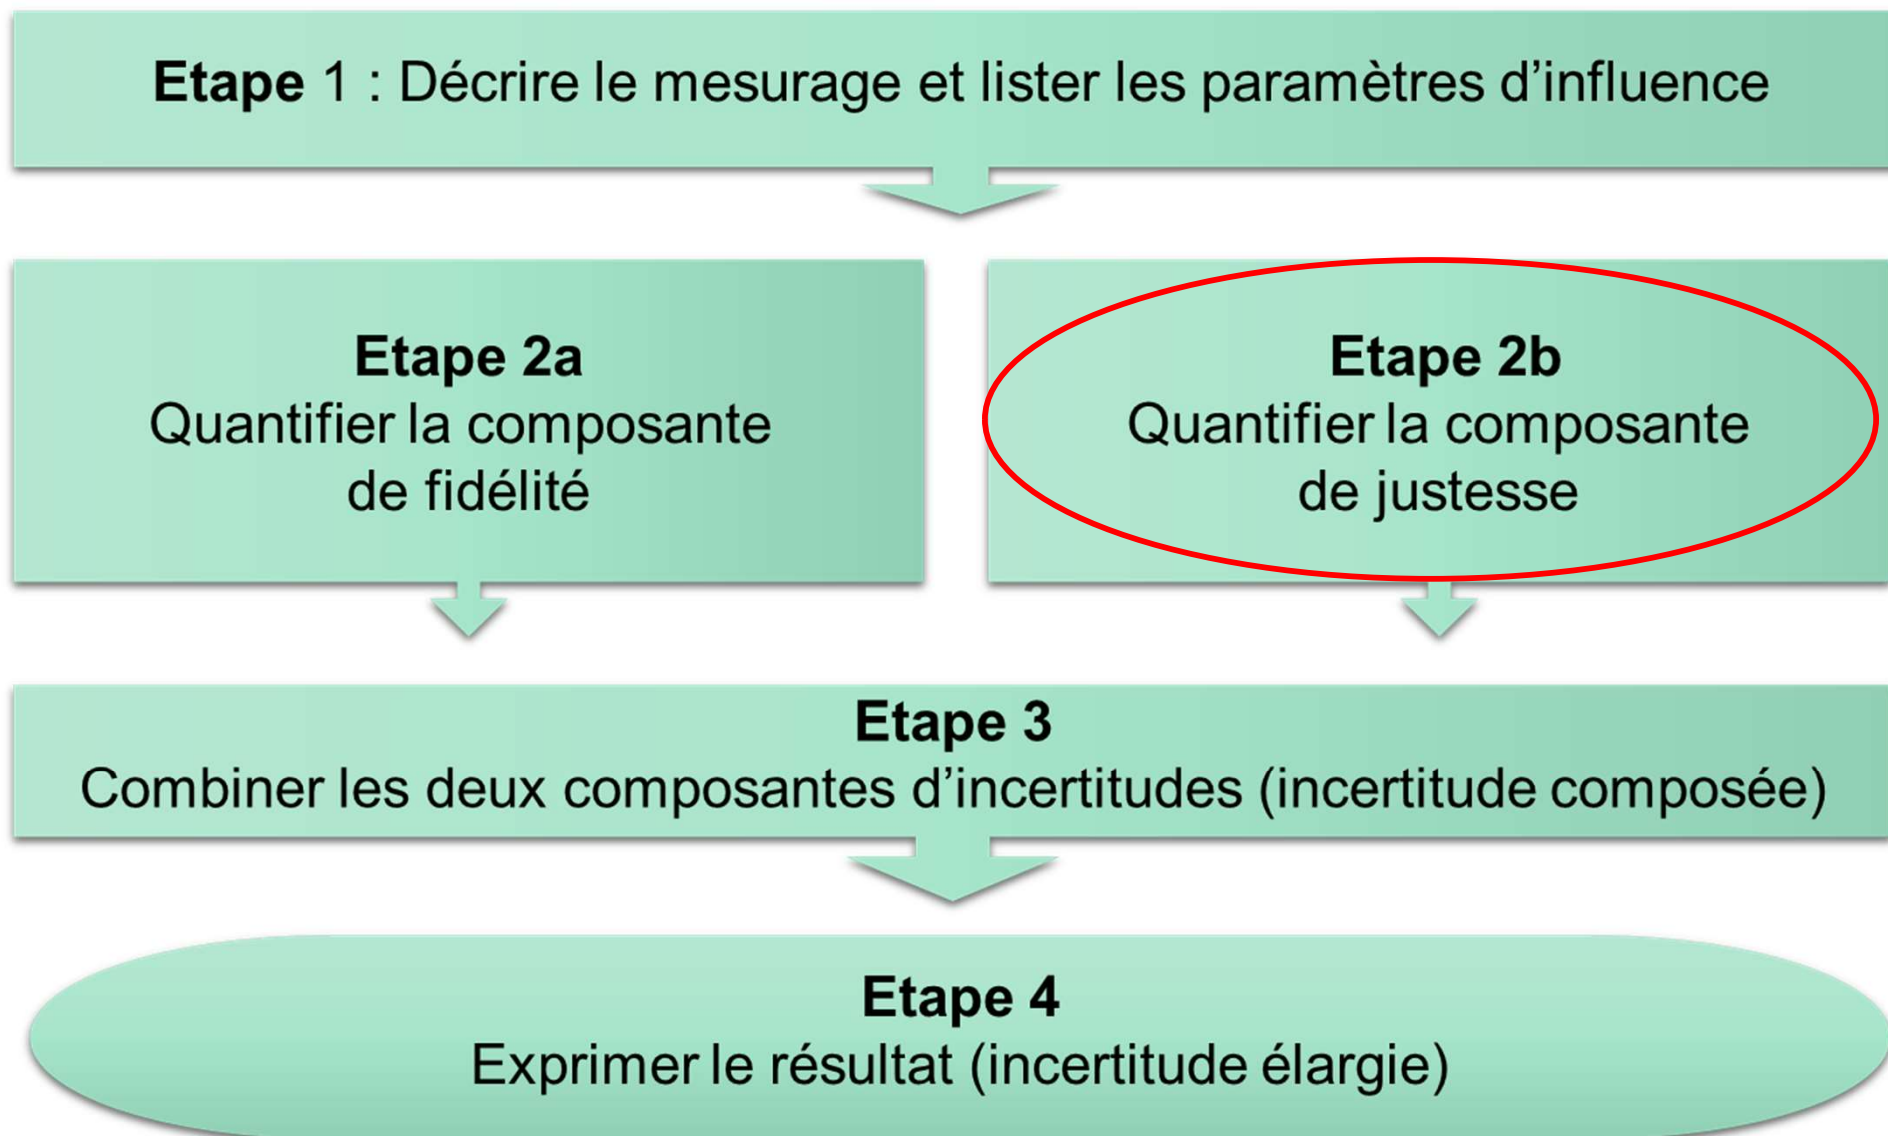 Etape 1 : Décrire le mesurage et lister les paramètres d’influence
Etape 2a
Quantifier la composante
de fidélité
Etape 2b
Quantifier la composante
de justesse
Etape 3
Combiner les deux composantes d’incertitudes (incertitude composée)
Etape 4
Exprimer le résultat (incertitude élargie)